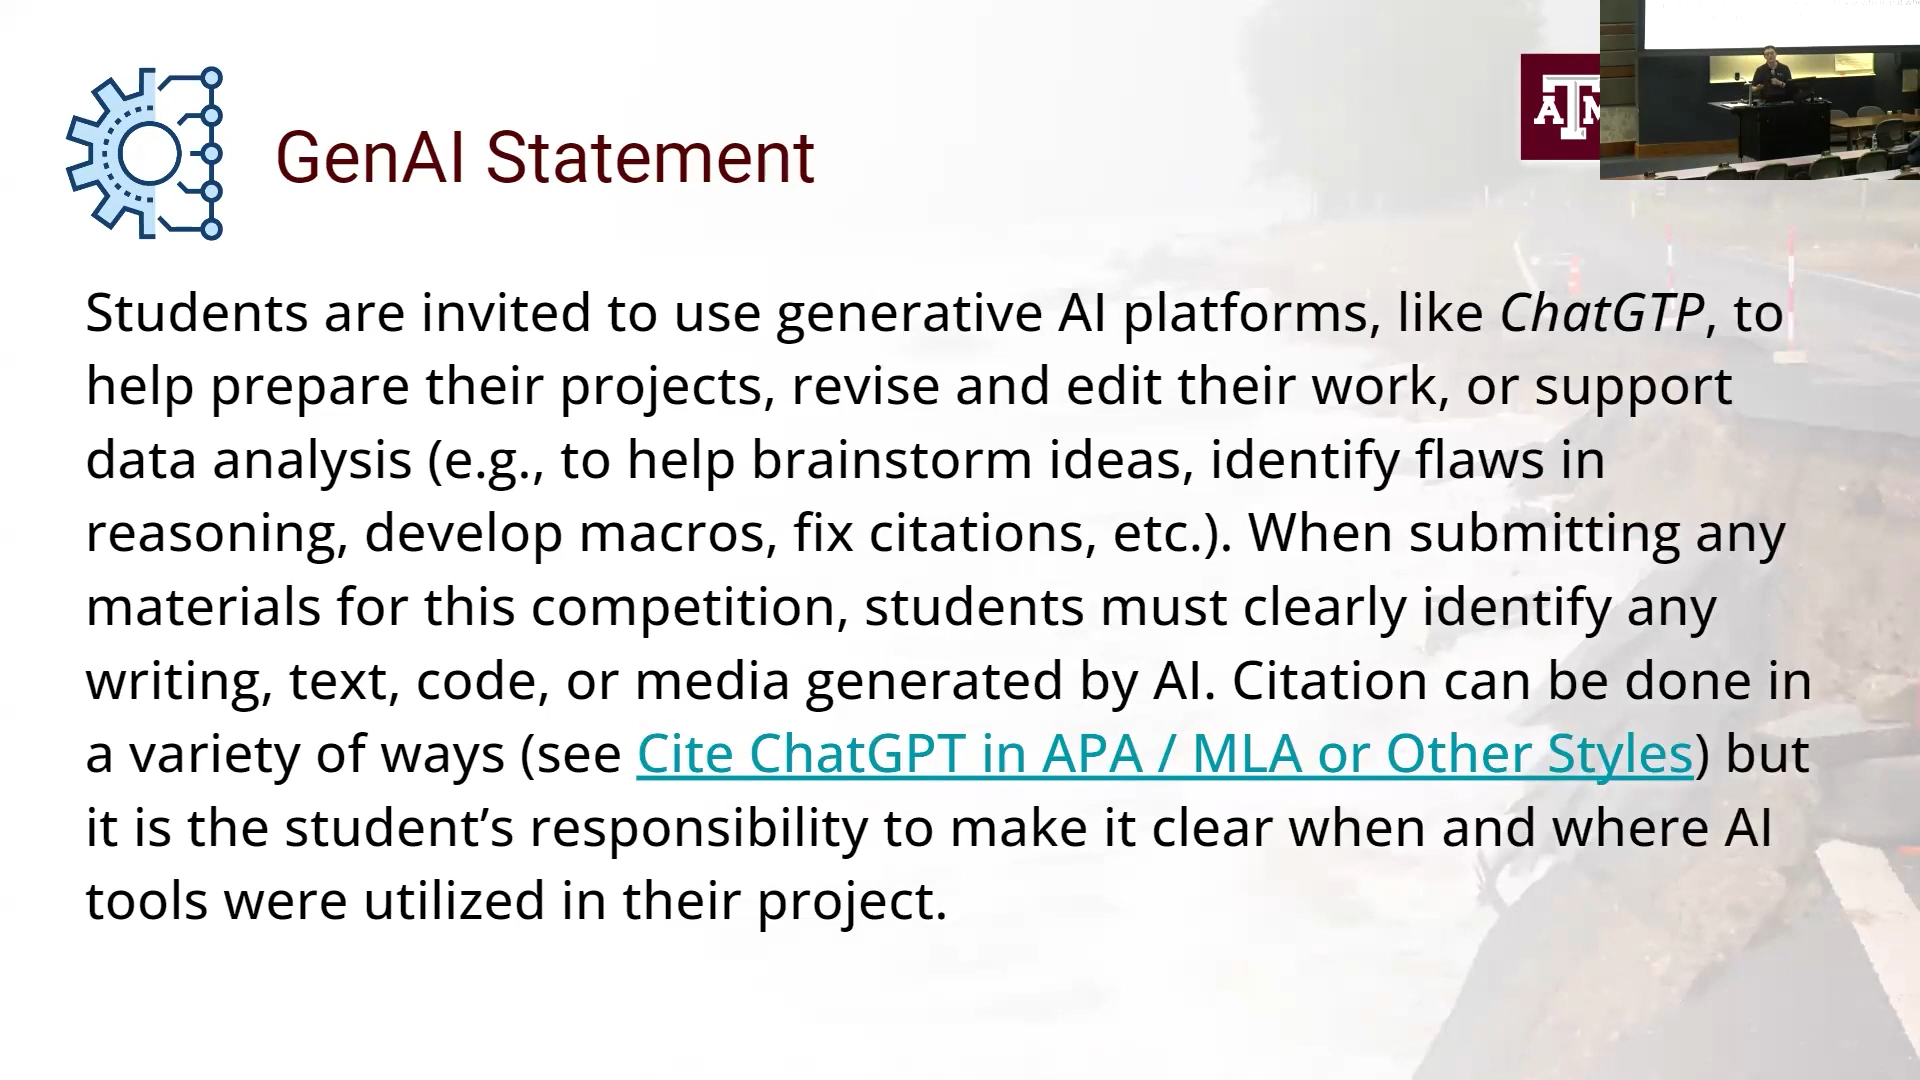 GenAI Statement
ATM
Students are invited to use generative AI platforms, like ChatGTP, to
help prepare their projects, revise and edit their work, or support
data analysis (e.g., to help brainstorm ideas, identify flaws in
reasoning, develop macros, fix citations, etc.). When submitting any
materials for this competition, students must clearly identify any
writing, text, code, or media generated by AI. Citation can be done in
a variety of ways (see Cite ChatGPT in APA / MLA or Other Styles) but
it is the student’s responsibility to make it clear when and where AI
tools were utilized in their project.